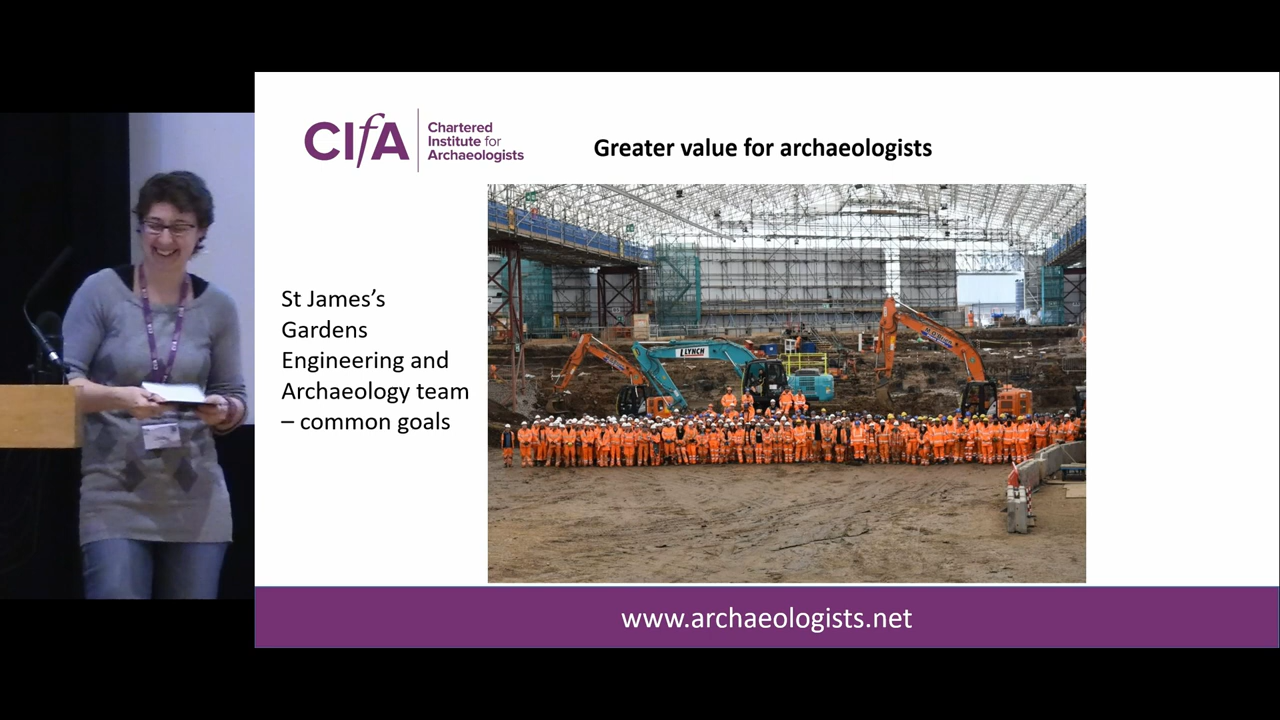 CIfA
Chartered
Institute for
Archaeologists
Greater value for archaeologists
St James’s
Gardens
Engineering and
Archaeology team
– common goals
LLYNCH
www.archaeologists.net